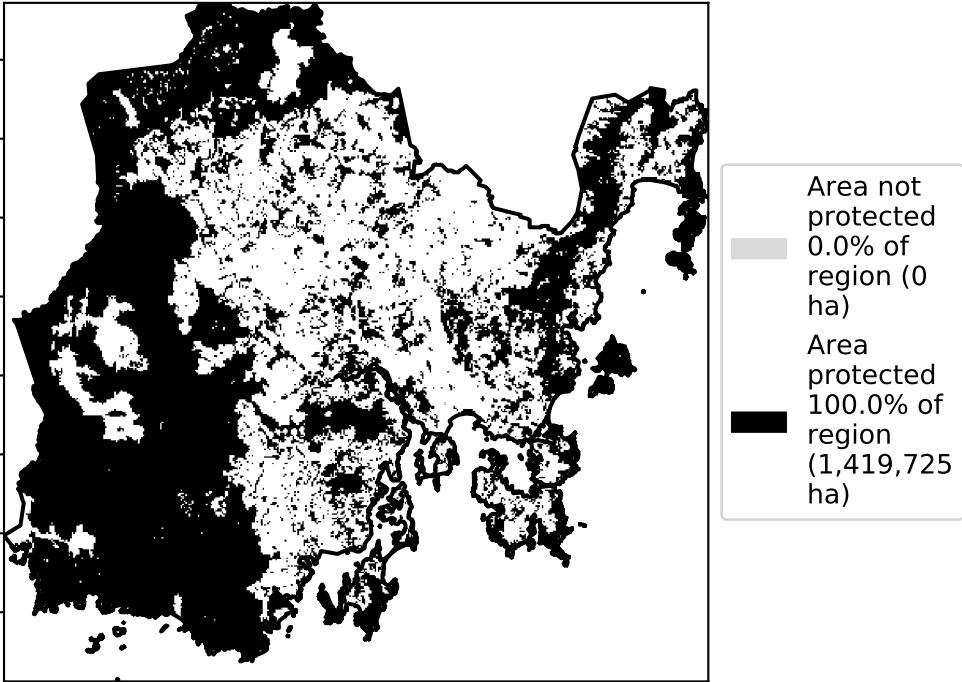 Area not
protected
0.0% of
region (0
ha)
Area
protected
100.0% of
region
(1,419,725
ha)